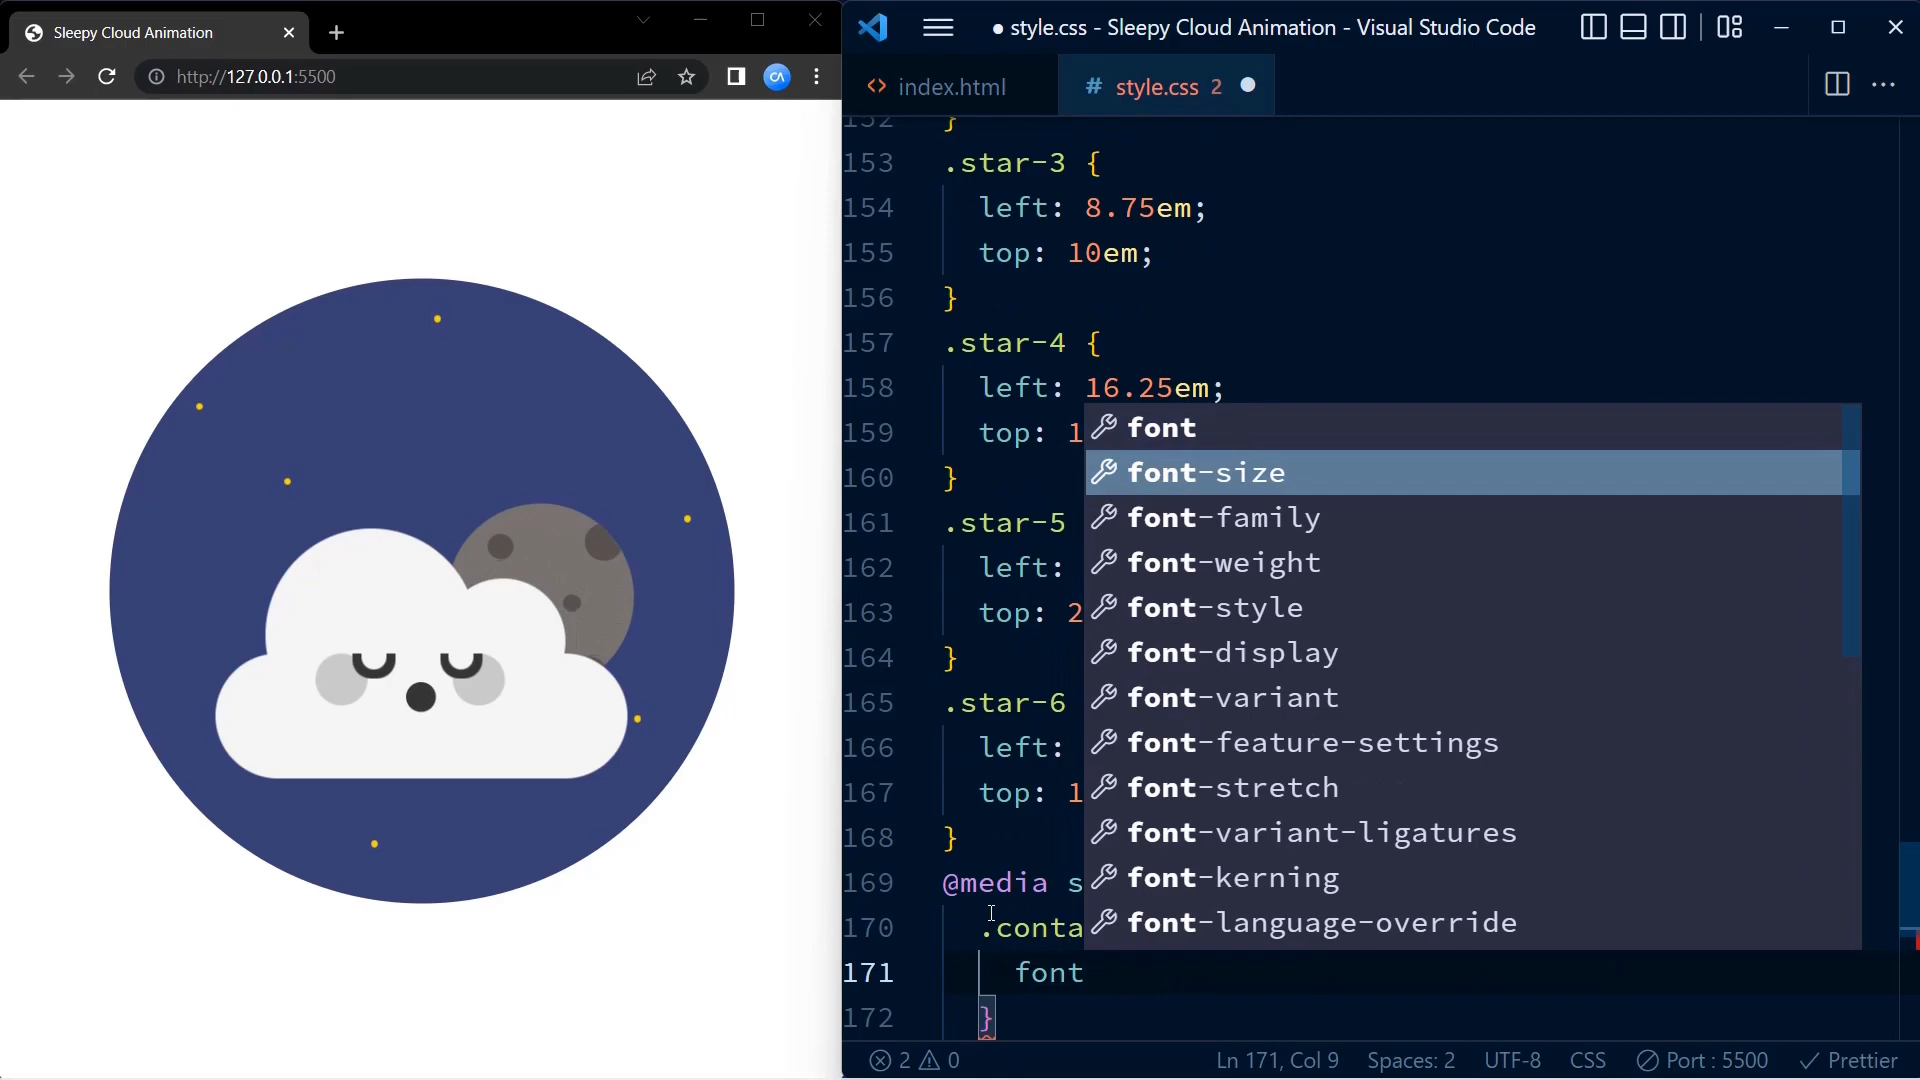 Sleepy Cloud Animation
http://127.0.0.1:5500
CA
style.css - Sleepy Cloud Animation - Visual Studio Code
index.html
# style.css 2
152 }
153 .star-3 {
154 left: 8.75em;
155 top: 10em;
156 }
157 .star-4 {
158 left: 16.25em;
159 top: 1
160 }
161 .star-5
162 left:
163 top: 2
164 }
165 .star-6
166 left:
167 top: 1
168 }
169 @media s
170 .conta
171 font
172 }
font
font-size
font-family
font-weight
font-style
font-display
font-variant
font-feature-settings
font-stretch
font-variant-ligatures
font-kerning
font-language-override
2 0 Ln 171, Col 9 Spaces: 2 UTF-8 CSS Port : 5500 Prettier